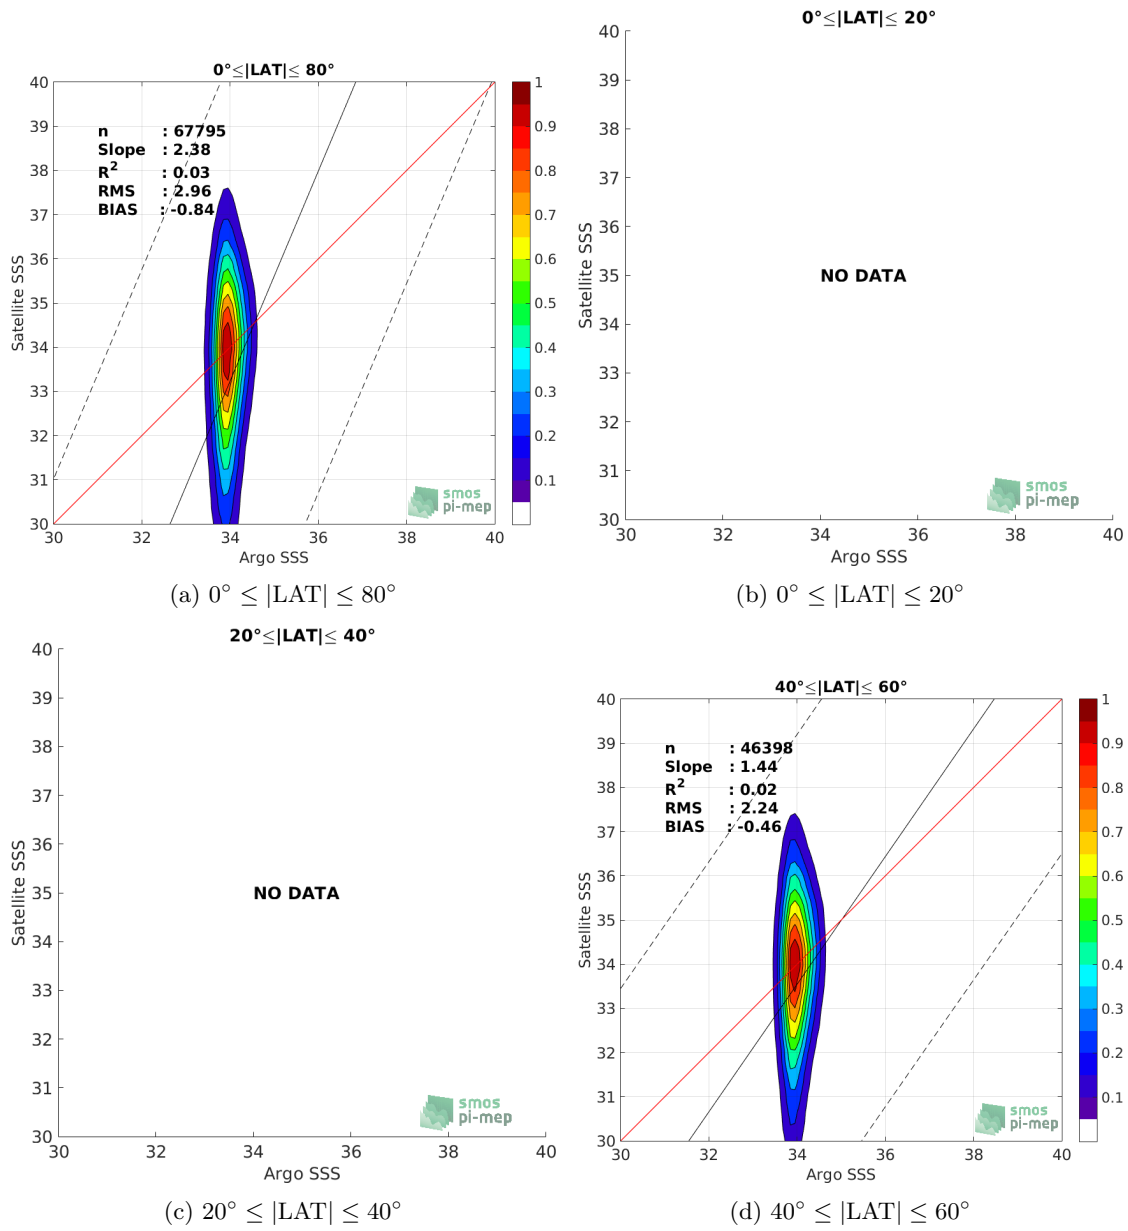 0°≤|LAT|≤ 80°
40
39
38
37
36
35
34
33
32
31
30
Satellite SSS
n : 67795
Slope : 2.38
R² : 0.03
RMS : 2.96
BIAS : -0.84
30 32 34 36 38 40
Argo SSS
1
0.9
0.8
0.7
0.6
0.5
0.4
0.3
0.2
0.1
smos
pi-mep
(a) 0° ≤ |LAT| ≤ 80°
0°≤|LAT|≤ 20°
40
39
38
37
36
35
34
33
32
31
30
Satellite SSS
NO DATA
smos
pi-mep
30 32 34 36 38 40
Argo SSS
(b) 0° ≤ |LAT| ≤ 20°
20°≤|LAT|≤ 40°
40
39
38
37
36
35
34
33
32
31
30
Satellite SSS
NO DATA
smos
pi-mep
30 32 34 36 38 40
Argo SSS
(c) 20° ≤ |LAT| ≤ 40°
40°≤|LAT|≤ 60°
40
39
38
37
36
35
34
33
32
31
30
Satellite SSS
n : 46398
Slope : 1.44
R² : 0.02
RMS : 2.24
BIAS : -0.46
30 32 34 36 38 40
Argo SSS
1
0.9
0.8
0.7
0.6
0.5
0.4
0.3
0.2
0.1
smos
pi-mep
(d) 40° ≤ |LAT| ≤ 60°